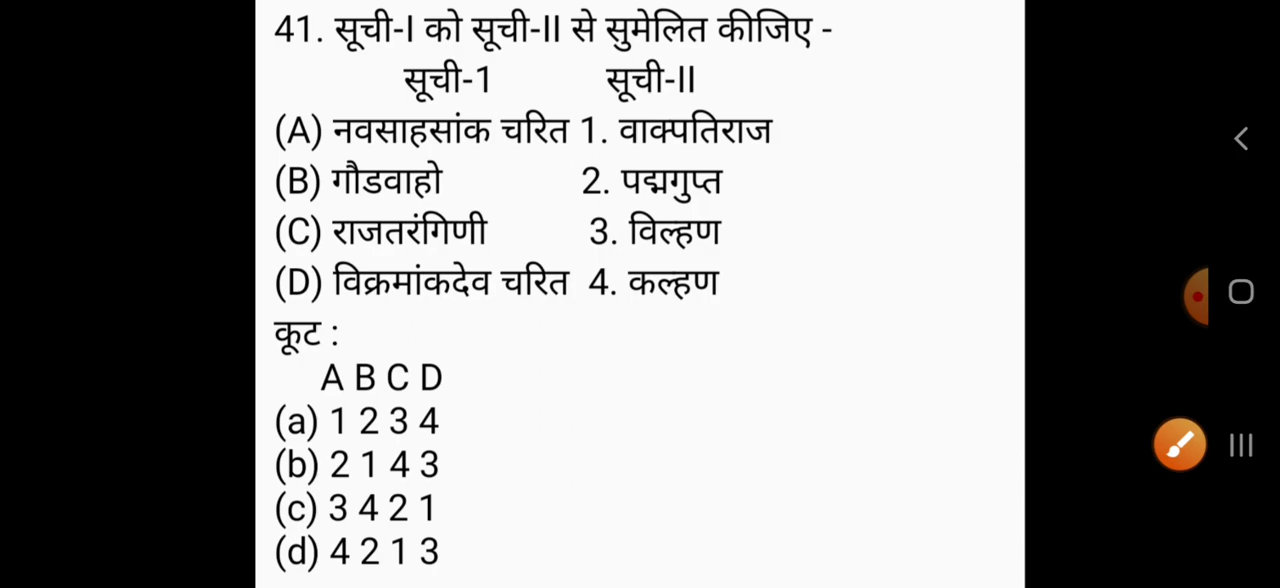 41. सूची-I को सूची-II से सुमेलित कीजिए -
सूची-1 सूची-II
(A) नवसाहसांक चरित 1. वाक्पतिराज
(B) गौडवाहो 2. पद्मगुप्त
(C) राजतरंगिणी 3. विल्हण
(D) विक्रमांकदेव चरित 4. कल्हण
कूट :
A B C D
(a) 1 2 3 4
(b) 2 1 4 3
(c) 3 4 2 1
(d) 4 2 1 3